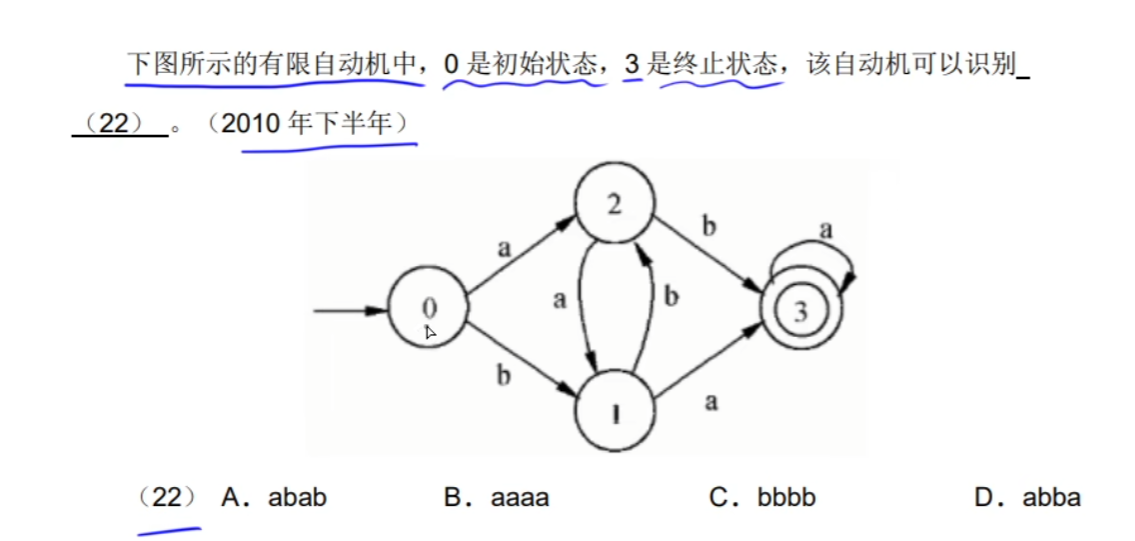 下图所示的有限自动机中，0 是初始状态，3 是终止状态，该自动机可以识别_
（22） 。（2010 年下半年）
2
b
a
a
0
a
b
3
b
1
a
（22） A．abab B．aaaa C．bbbb D．abba